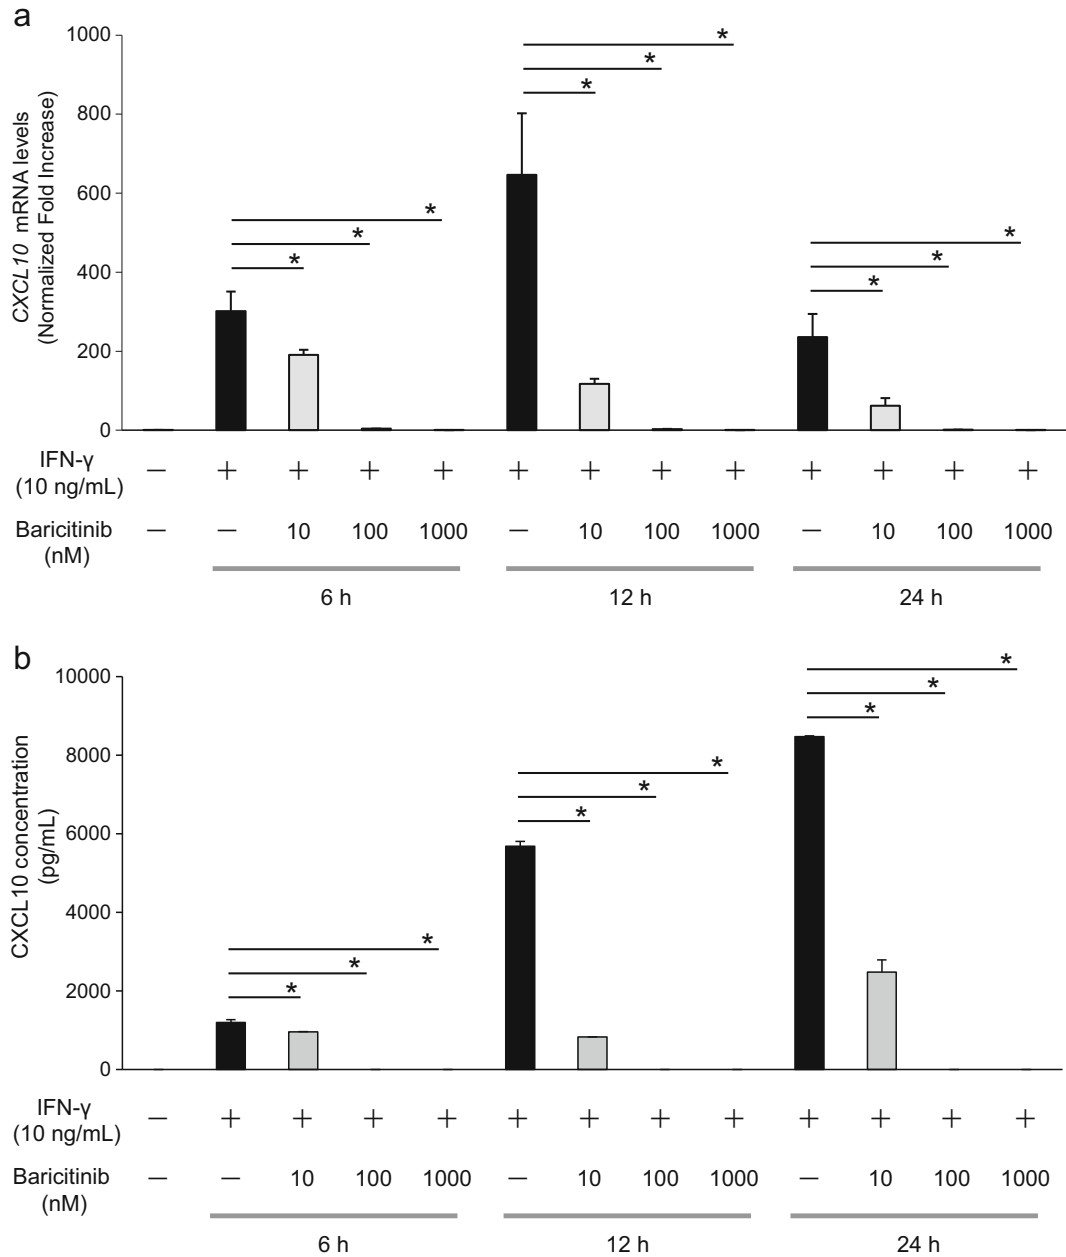 a
CXCL10 mRNA levels
(Normalized Fold Increase)
1000
800
600
400
200
0
* * *
* * *
* * *
IFN-γ
(10 ng/mL)
— + + + + + + + + + + + +
Baricitinib
(nM)
— — 10 100 1000 — 10 100 1000 — 10 100 1000
6 h 12 h 24 h
b
CXCL10 concentration
(pg/mL)
10000
8000
6000
4000
2000
0
* * *
* * *
* * *
IFN-γ
(10 ng/mL)
— + + + + + + + + + + + +
Baricitinib
(nM)
— — 10 100 1000 — 10 100 1000 — 10 100 1000
6 h 12 h 24 h